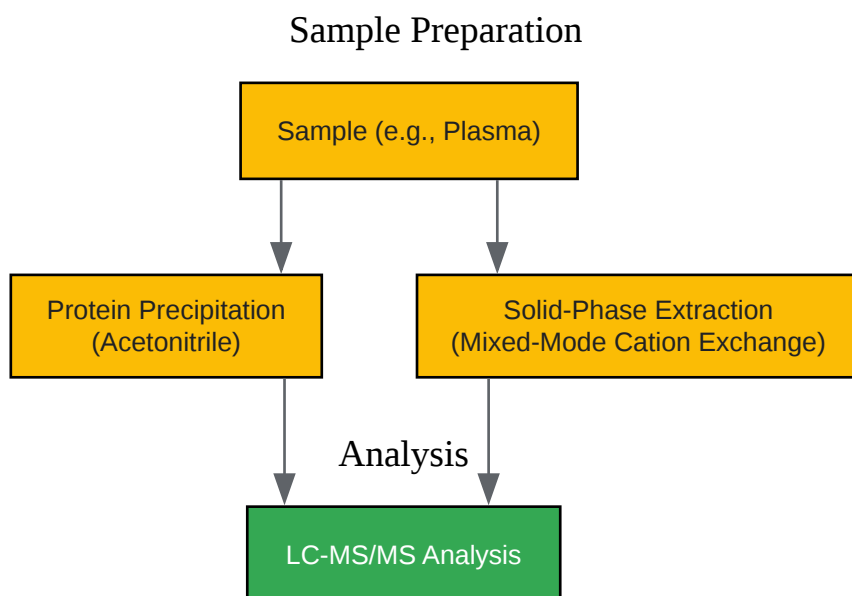 Sample Preparation
Sample (e.g., Plasma)
Protein Precipitation
(Acetonitrile)
Solid-Phase Extraction
(Mixed-Mode Cation Exchange)
Analysis
LC-MS/MS Analysis